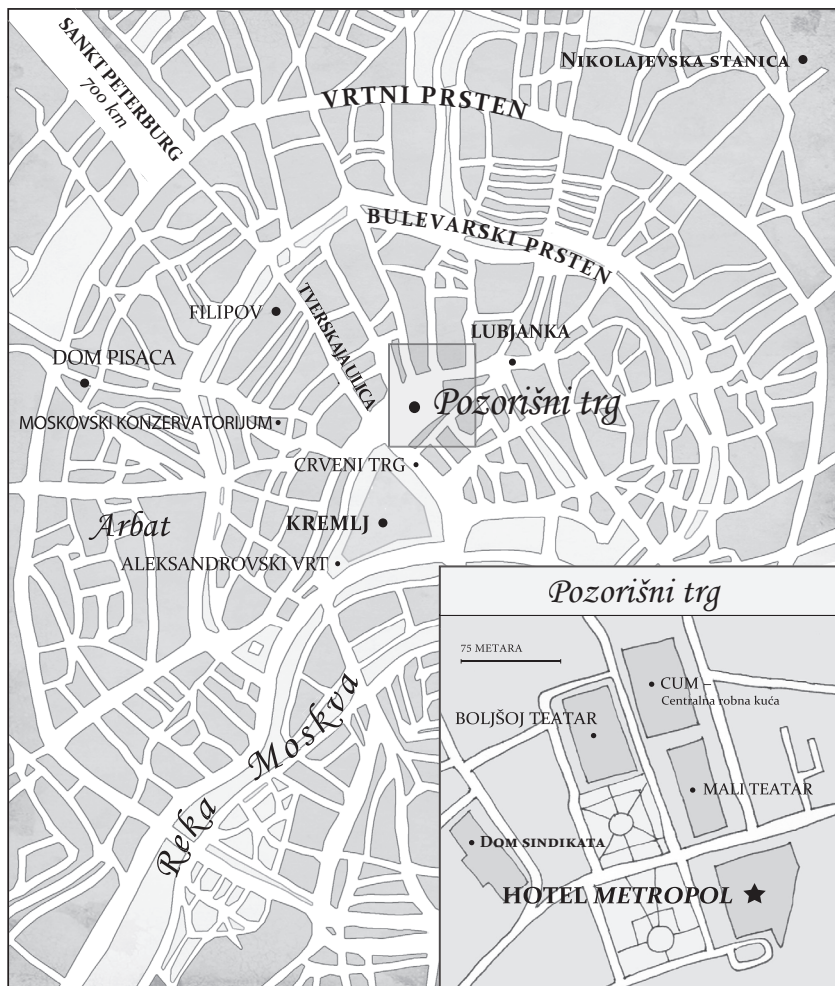 SANKT PETERBURG
700 km
Nikolajevska stanica
VRTNI PRSTEN
BULEVARSKI PRSTEN
FILIPOV
TVERSKAJA ULICA
LUBJANKA
DOM PISACA
Pozorišni trg
MOSKOVSKI KONZERVATORIJUM
CRVENI TRG
Arbat
KREMLJ
ALEKSANDROVSKI VRT
Reka Moskva
Pozorišni trg
75 METARA
CUM –
Centralna robna kuća
BOLJŠOJ TEATAR
MALI TEATAR
Dom sindikata
HOTEL METROPOL